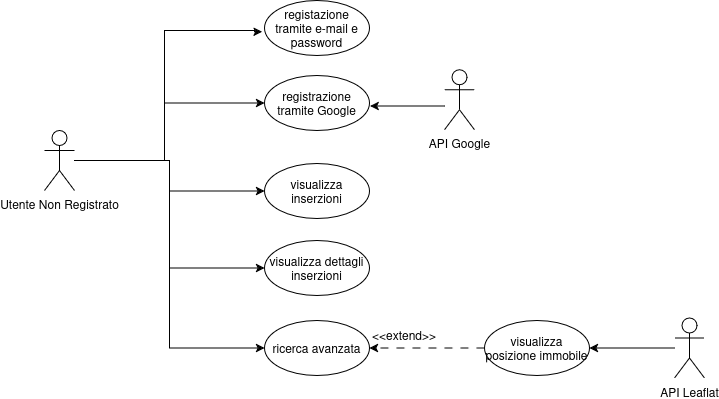 registazione
tramite e-mail e
password
registrazione
tramite Google
API Google
Utente Non Registrato
visualizza
inserzioni
visualizza dettagli
inserzioni
<<extend>>
ricerca avanzata
visualizza
posizione immobile
API Leaflat